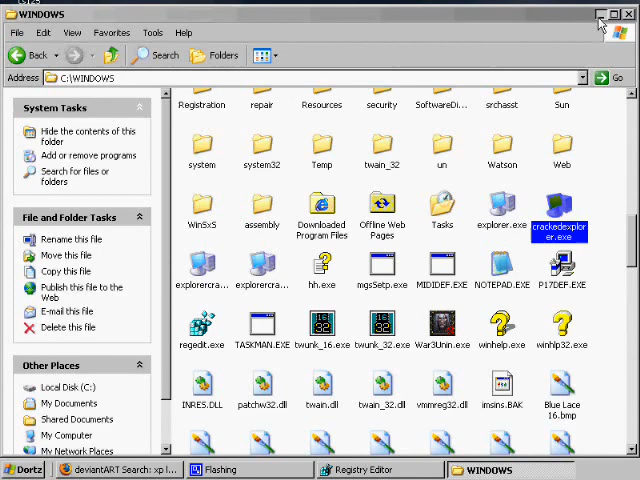 WINDOWS
File Edit View Favorites Tools Help
Back Search Folders
Address C:\WINDOWS Go
System Tasks
Hide the contents of this
folder
Add or remove programs
Search for files or
folders
File and Folder Tasks
Rename this file
Move this file
Copy this file
Publish this file to the
Web
E-mail this file
Delete this file
Other Places
Local Disk (C:)
My Documents
Shared Documents
My Computer
My Network Places
Registration repair Resources security SoftwareDi... srchasst Sun
system system32 Temp twain_32 un Watson Web
WinSxS assembly Downloaded
Program Files Offline Web
Pages Tasks explorer.exe crackedexplor
er.exe
explorercra... explorercra... hh.exe mgsSetp.exe MIDIDEF.EXE NOTEPAD.EXE P17DEF.EXE
regedit.exe TASKMAN.EXE twunk_16.exe twunk_32.exe War3Unin.exe winhelp.exe winhlp32.exe
INRES.DLL patchw32.dll twain.dll twain_32.dll vmmreg32.dll imsins.BAK Blue Lace
16.bmp
Dortz deviantART Search: xp l... Flashing Registry Editor WINDOWS